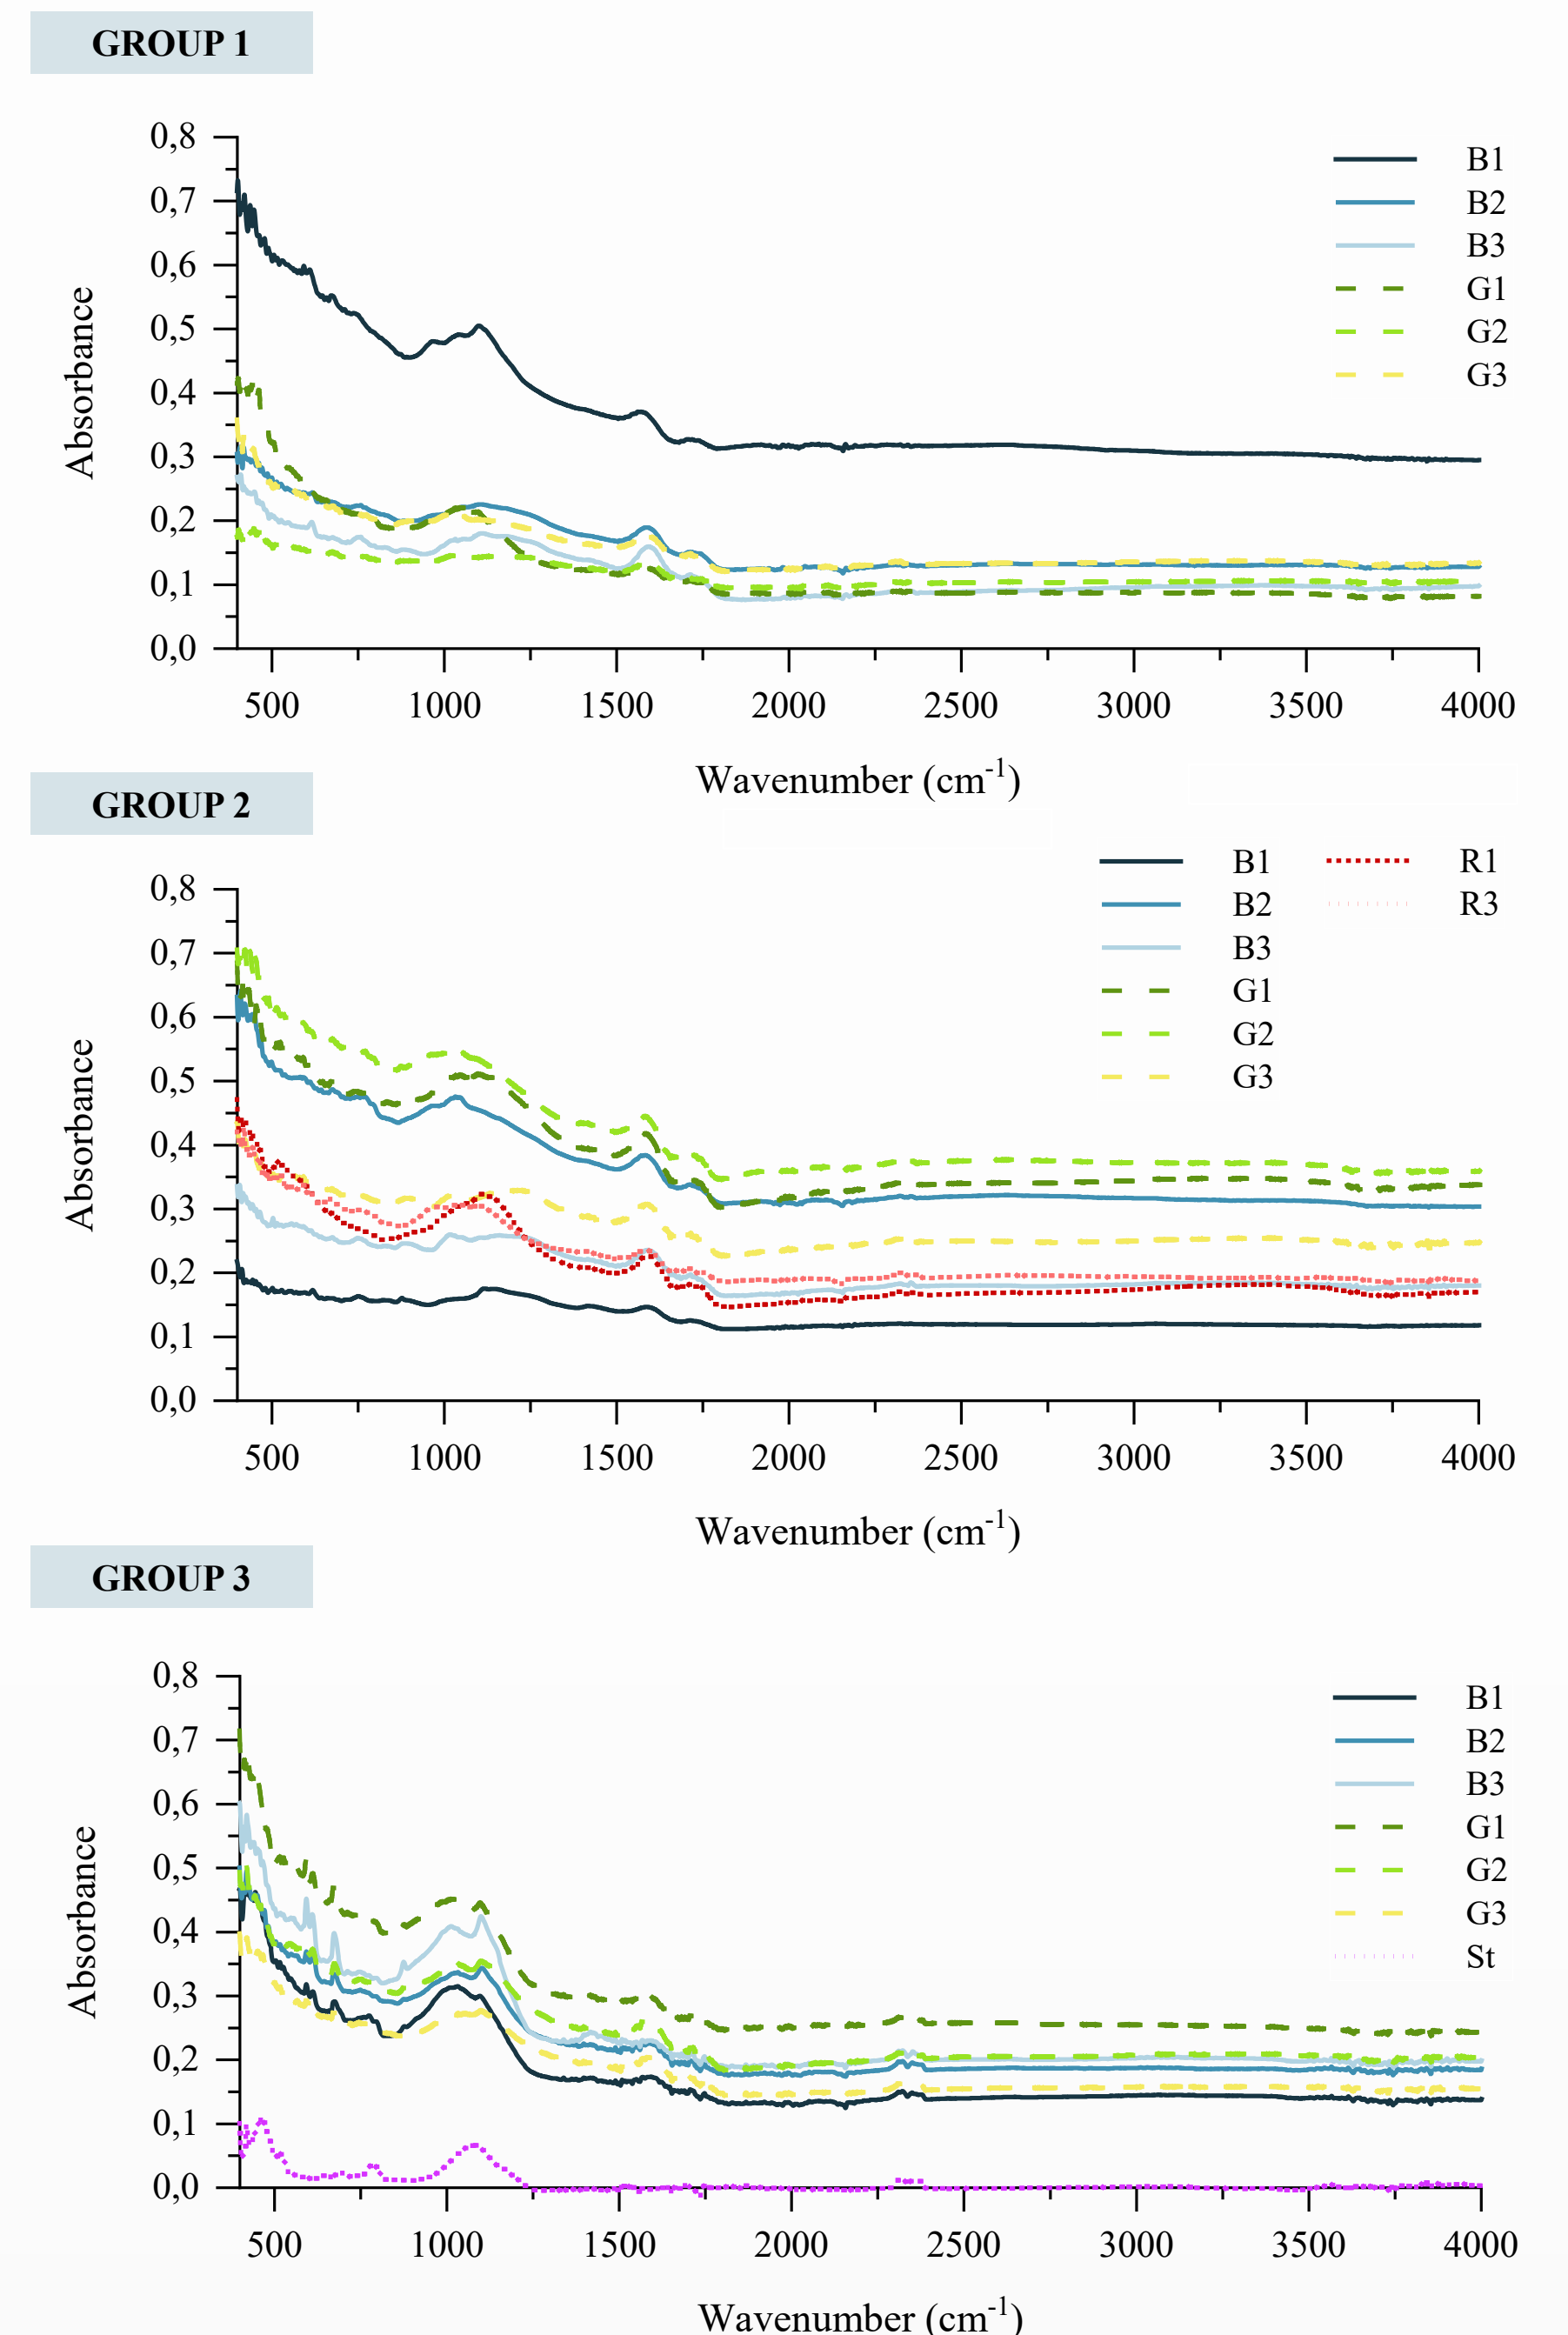 GROUP 1
0,8
0,7
0,6
0,5
0,4
0,3
0,2
0,1
0,0
Absorbance
B1
B2
B3
G1
G2
G3
500 1000 1500 2000 2500 3000 3500 4000
Wavenumber (cm-1)
GROUP 2
0,8
0,7
0,6
0,5
0,4
0,3
0,2
0,1
0,0
Absorbance
B1 R1
B2 R3
B3
G1
G2
G3
500 1000 1500 2000 2500 3000 3500 4000
Wavenumber (cm-1)
GROUP 3
0,8
0,7
0,6
0,5
0,4
0,3
0,2
0,1
0,0
Absorbance
B1
B2
B3
G1
G2
G3
St
500 1000 1500 2000 2500 3000 3500 4000
Wavenumber (cm-1)